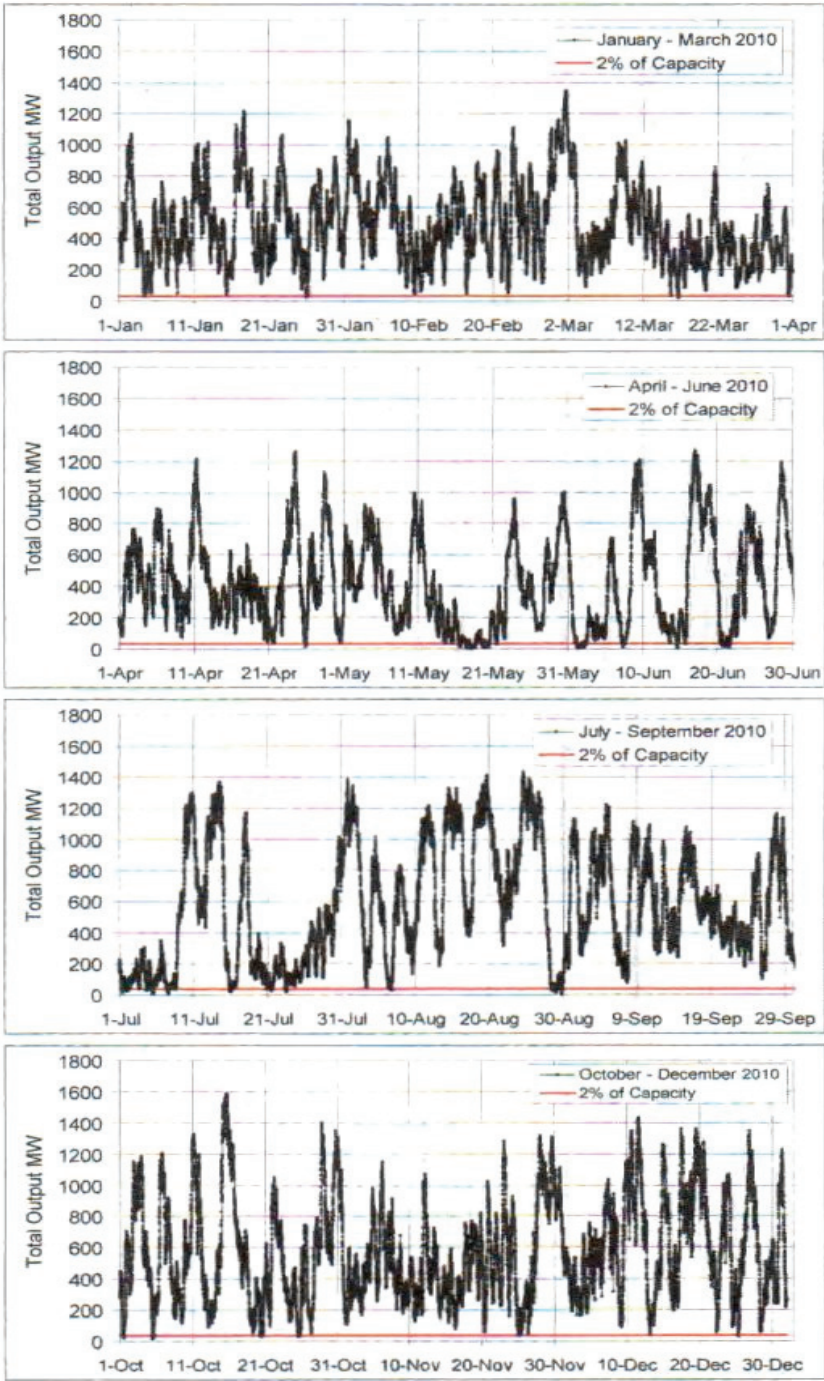 Total Output MW
1800
1600
1400
1200
1000
800
600
400
200
0
January - March 2010
2% of Capacity
1-Jan 11-Jan 21-Jan 31-Jan 10-Feb 20-Feb 2-Mar 12-Mar 22-Mar 1-Apr
Total Output MW
1800
1600
1400
1200
1000
800
600
400
200
0
April - June 2010
2% of Capacity
1-Apr 11-Apr 21-Apr 1-May 11-May 21-May 31-May 10-Jun 20-Jun 30-Jun
Total Output MW
1800
1600
1400
1200
1000
800
600
400
200
0
July - September 2010
2% of Capacity
1-Jul 11-Jul 21-Jul 31-Jul 10-Aug 20-Aug 30-Aug 9-Sep 19-Sep 29-Sep
Total Output MW
1800
1600
1400
1200
1000
800
600
400
200
0
October - December 2010
2% of Capacity
1-Oct 11-Oct 21-Oct 31-Oct 10-Nov 20-Nov 30-Nov 10-Dec 20-Dec 30-Dec